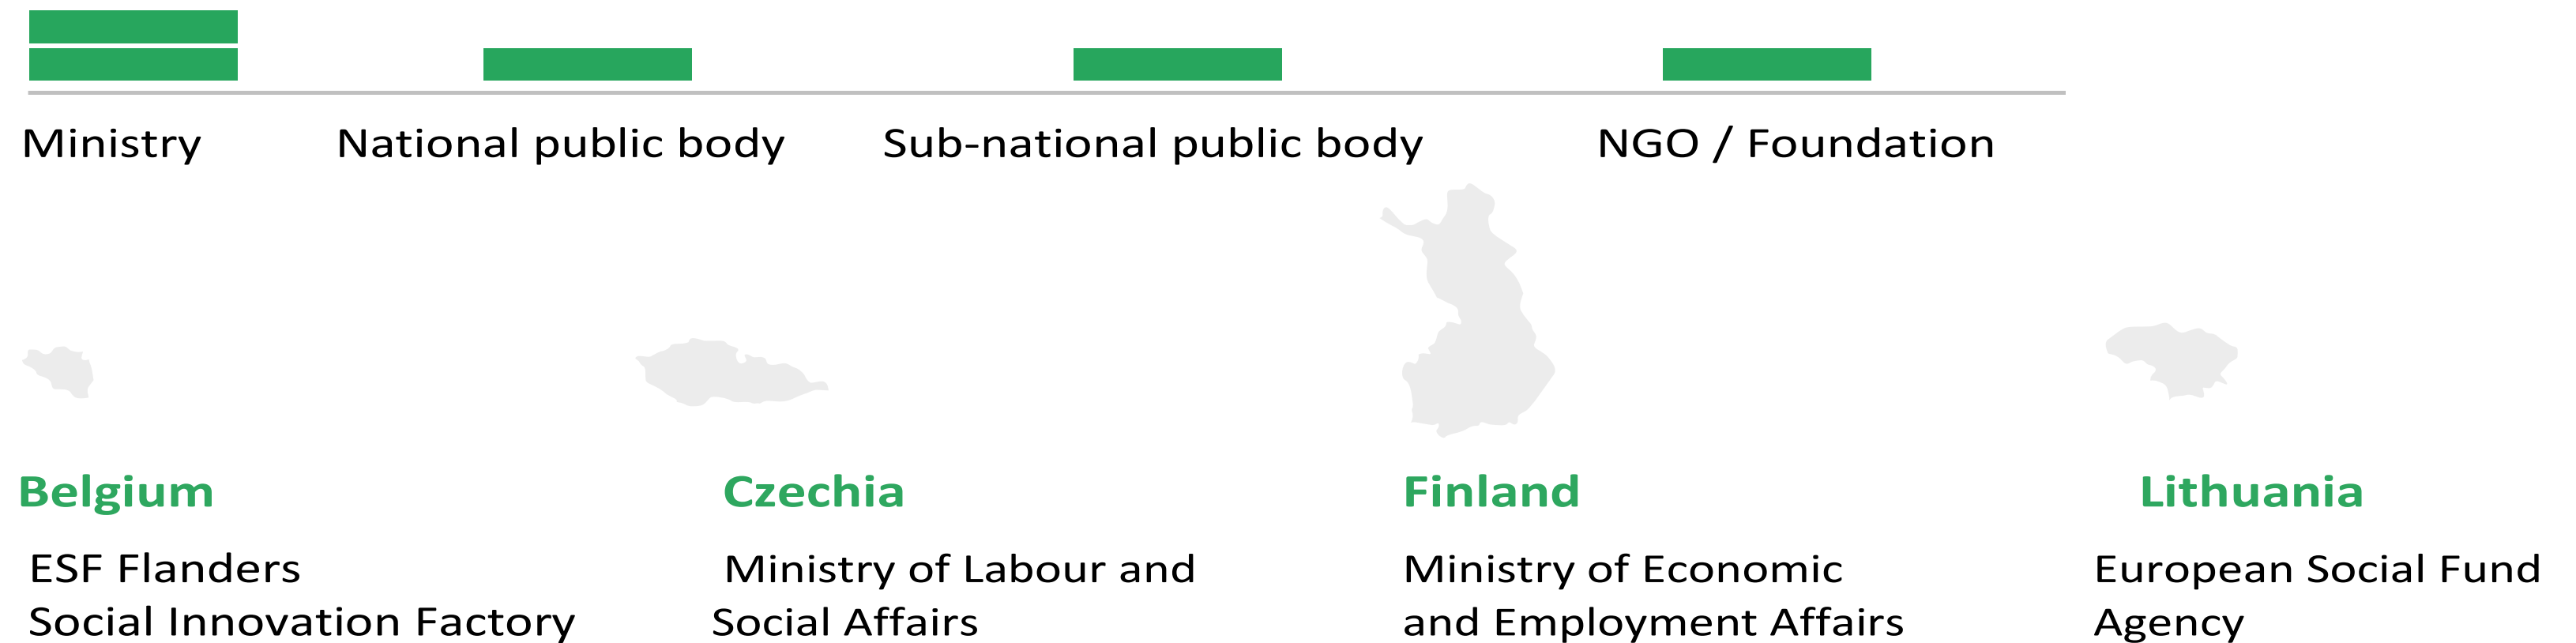 Ministry
National public body
Sub-national public body
NGO / Foundation
Belgium
ESF Flanders
Social Innovation Factory
Czechia
Ministry of Labour and
Social Affairs
Finland
Ministry of Economic
and Employment Affairs
Lithuania
European Social Fund
Agency